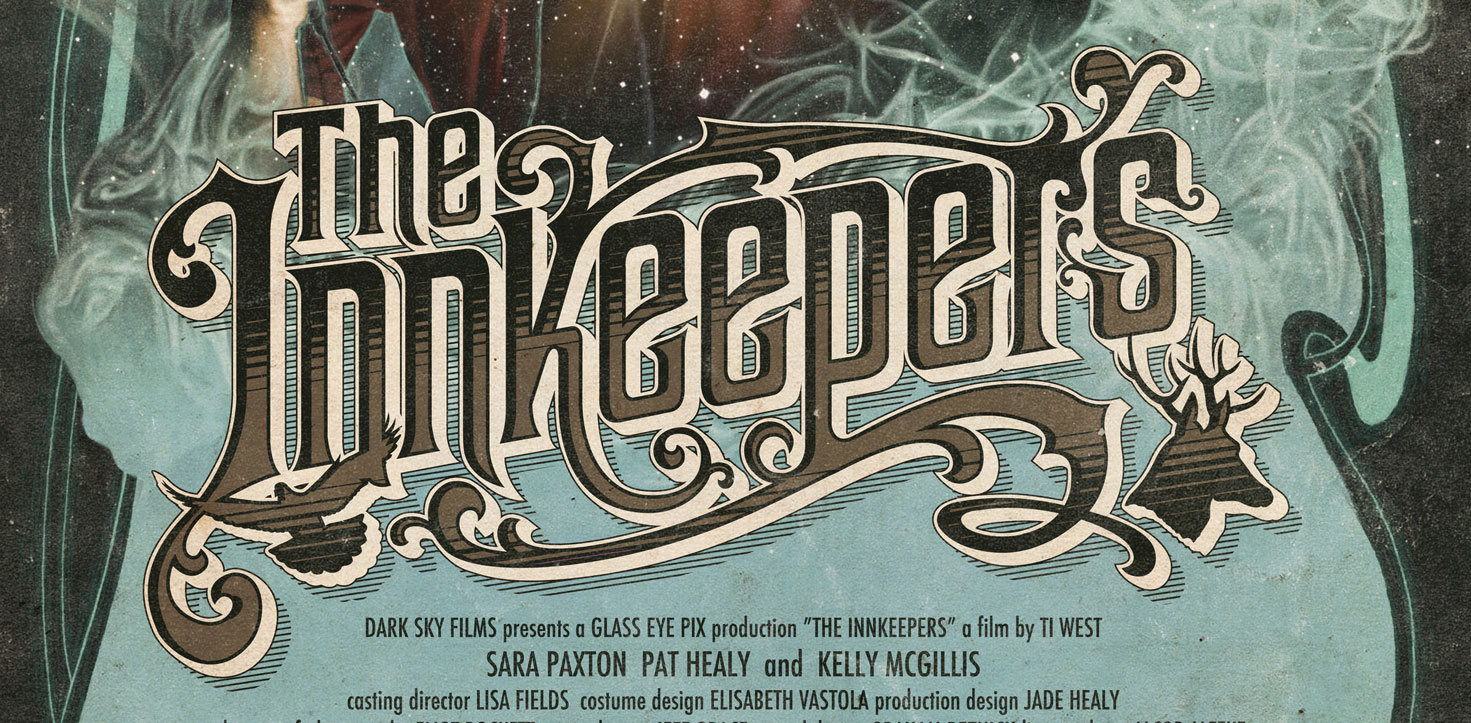 The
Innkeepers
DARK SKY FILMS presents a GLASS EYE PIX production "THE INNKEEPERS" a film by TI WEST
SARA PAXTON PAT HEALY and KELLY MCGILLIS
casting director LISA FIELDS costume design ELISABETH VASTOLA production design JADE HEALY